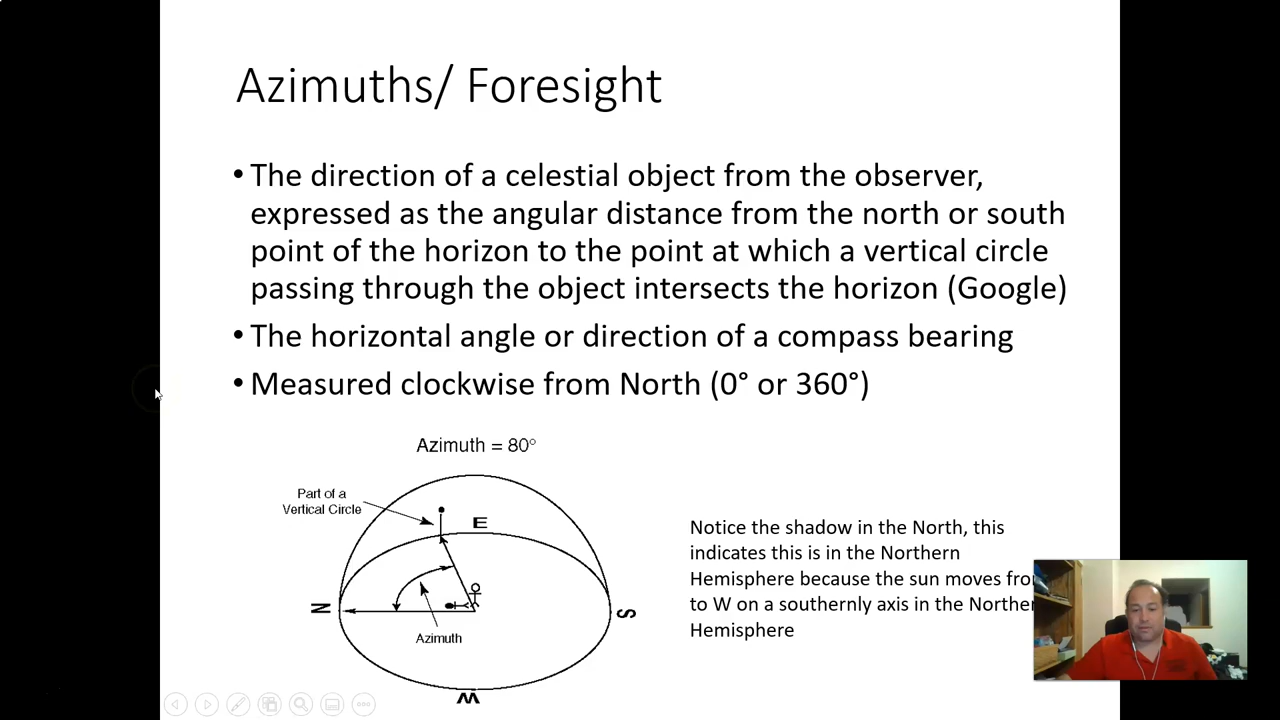 Azimuths/ Foresight
• The direction of a celestial object from the observer,
expressed as the angular distance from the north or south
point of the horizon to the point at which a vertical circle
passing through the object intersects the horizon (Google)
• The horizontal angle or direction of a compass bearing
• Measured clockwise from North (0° or 360°)
Azimuth = 80°
Part of a
Vertical Circle
E
N
S
Azimuth
W
Notice the shadow in the North, this
indicates this is in the Northern
Hemisphere because the sun moves
to W on a southernly axis in the
Hemisphere